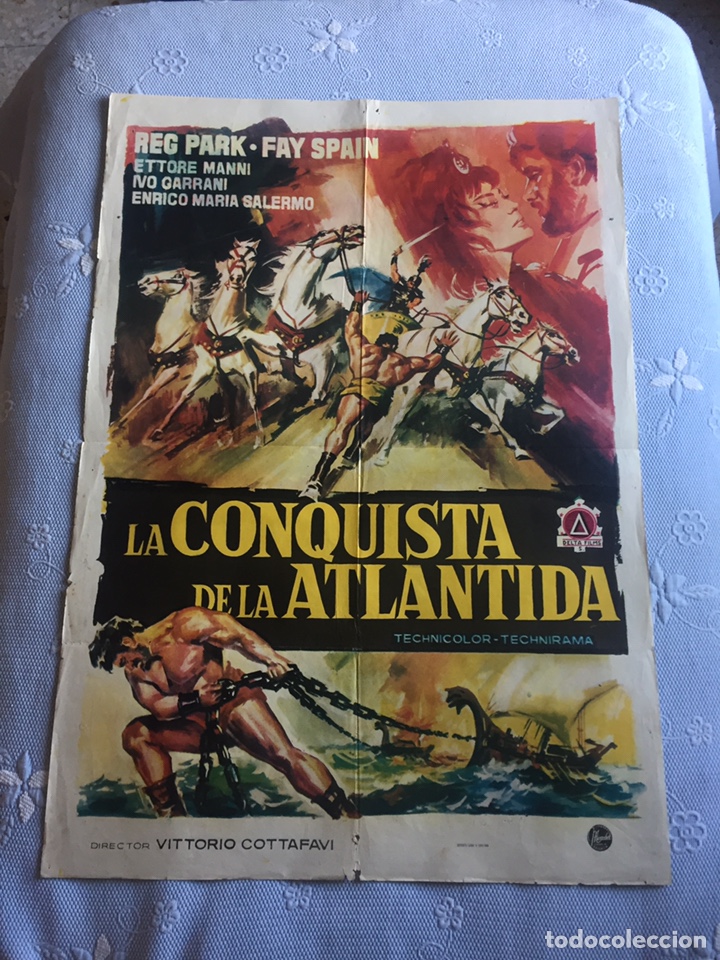 REG PARK · FAY SPAIN
ETTORE MANNI
IVO GARRANI
ENRICO MARIA SALERMO
LA CONQUISTA
DE LA ATLANTIDA
DELTA FILMS
TECHNICOLOR - TECHNIRAMA
DIRECTOR VITTORIO COTTAFAVI
todocoleccion